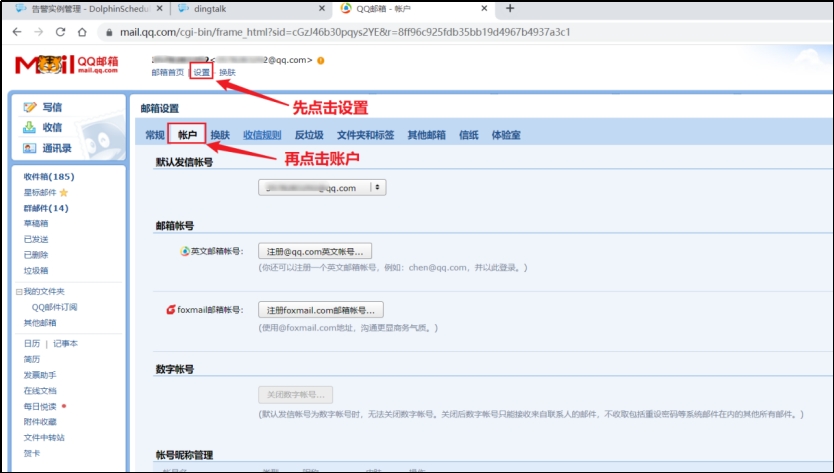 告警实例管理 - DolphinSchedul
dingtalk
QQ邮箱 - 帐户
mail.qq.com/cgi-bin/frame_html?sid=cGzJ46b30pqys2YE&r=8ff96c925fdb35bb19d4967b4937a3c1
Mail QQ邮箱
mail.qq.com
2@qq.com>
邮箱首页 | 设置 - 换肤
先点击设置
写信
收信
通讯录
邮箱设置
常规 帐户 换肤 收信规则 反垃圾 文件夹和标签 其他邮箱 信纸 体验室
再点击账户
收件箱(185)
星标邮件
群邮件(14)
草稿箱
已发送
已删除
垃圾箱
我的文件夹
QQ邮件订阅
其他邮箱
日历 | 记事本
简历
发票助手
在线文档
每日悦读
附件收藏
文件中转站
贺卡
默认发信帐号
@qq.com
邮箱帐号
英文邮箱帐号: 注册@qq.com英文帐号...
(你还可以注册一个英文邮箱帐号，例如：chen@qq.com，并以此登录。)
foxmail邮箱帐号: 注册foxmail.com邮箱帐号...
(使用@foxmail.com地址，沟通更显商务气质。)
数字帐号
关闭数字帐号...
(默认发信帐号为数字帐号时，无法关闭数字帐号。关闭后数字帐号只能接收来自联系人的邮件，不收取包括重设密码等系统邮件在内的其他所有邮件。)
帐号昵称管理